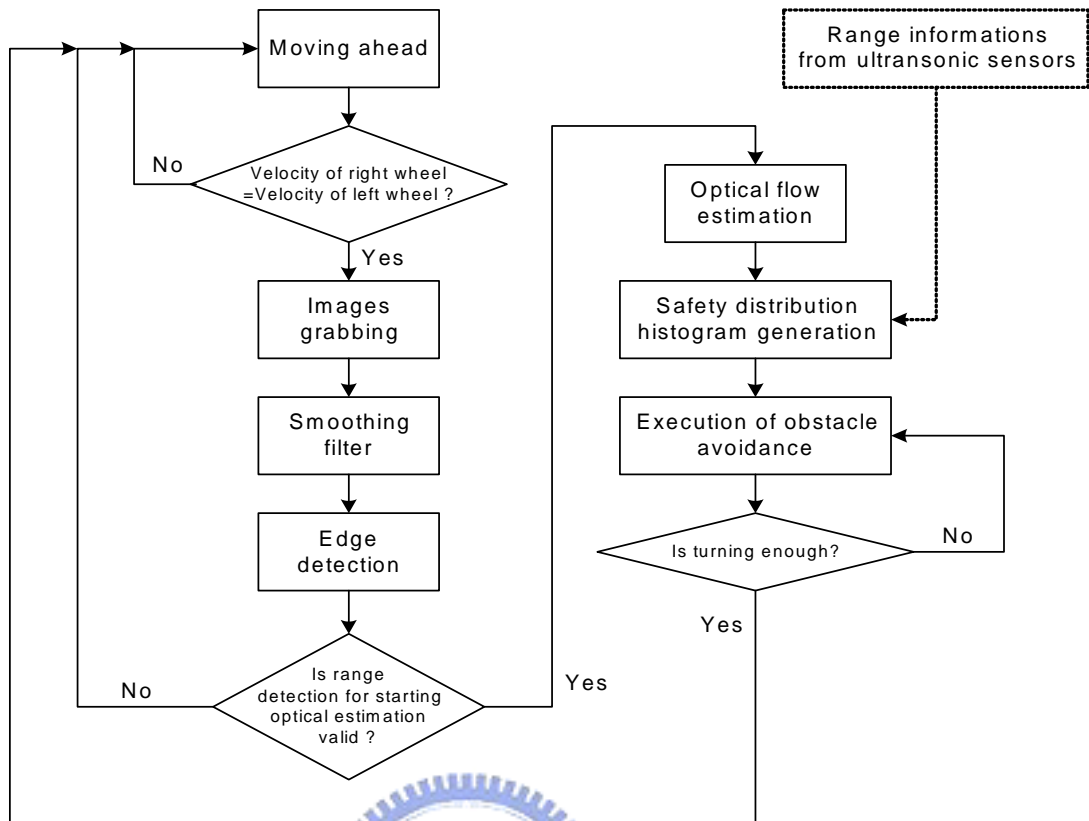 Moving ahead
No
Velocity of right wheel
=Velocity of left wheel ?
Yes
Images
grabbing
Smoothing
filter
Edge
detection
No
Is range
detection for starting
optical estimation
valid ?
Yes
Range informations
from ultransonic sensors
Optical flow
estimation
Safety distribution
histogram generation
Execution of obstacle
avoidance
Is turning enough?
No
Yes